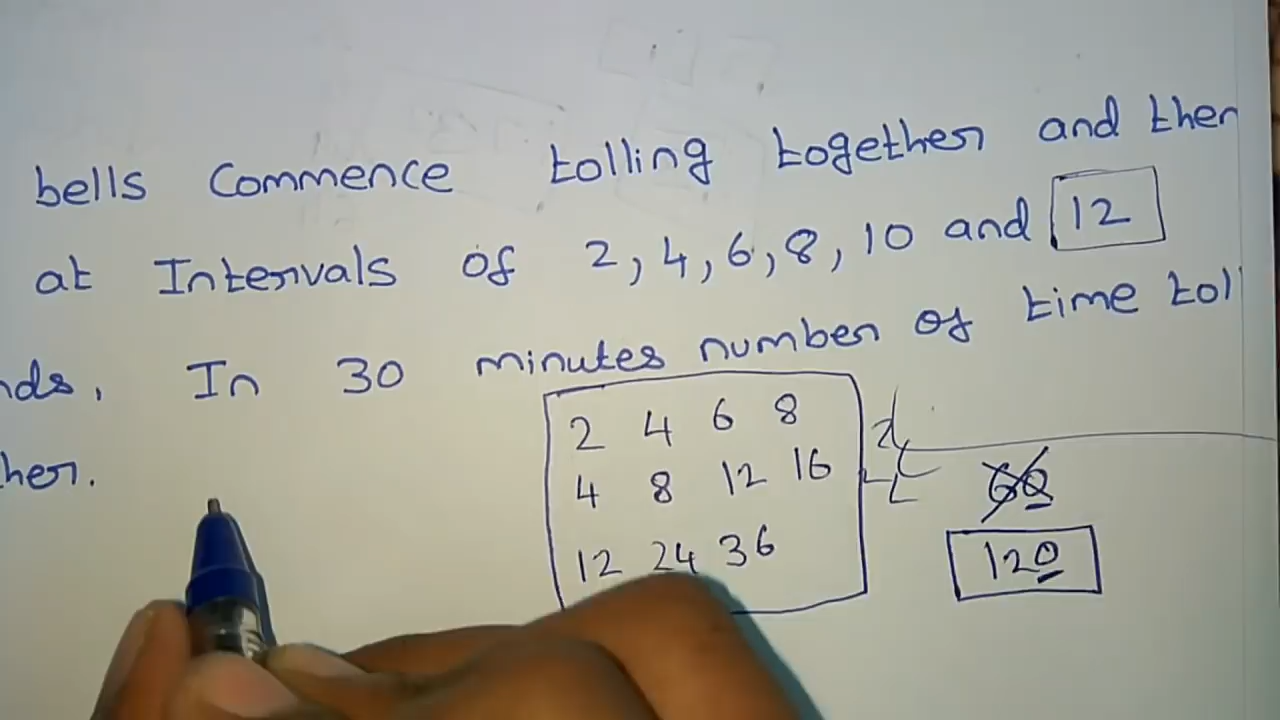 bells Commence tolling together and then
at Intervals of 2, 4, 6, 8, 10 and 12
nds. In 30 minutes number of time toll
her.
2 4 6 8
4 8 12 16
12 24 36
60
120